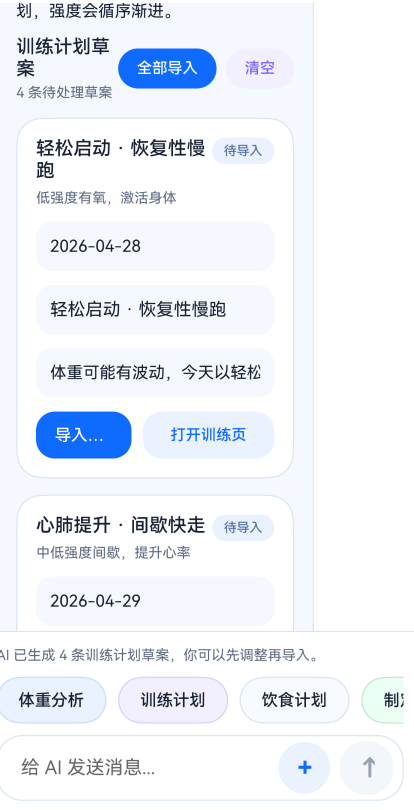 划，强度会循序渐进。
训练计划草
案
全部导入
清空
4 条待处理草案
轻松启动 · 恢复性慢
跑
待导入
低强度有氧，激活身体
2026-04-28
轻松启动 · 恢复性慢跑
体重可能有波动，今天以轻松
导入...
打开训练页
心肺提升 · 间歇快走
待导入
中低强度间歇，提升心率
2026-04-29
AI 已生成 4 条训练计划草案，你可以先调整再导入。
体重分析
训练计划
饮食计划
制定
给 AI 发送消息...
+
↑